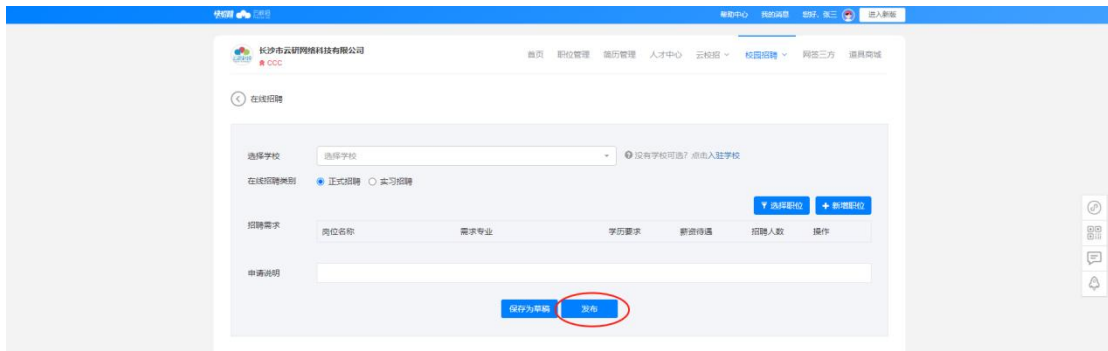 快招聘
帮助中心 我的消息 您好, 张三 进入新版
长沙市云研网络科技有限公司
CCC
首页 职位管理 简历管理 人才中心 云校招 校园招聘 网签三方 道具商城
在线招聘
选择学校 选择学校 没有学校可选? 点击入驻学校
在线招聘类别 正式招聘 实习招聘
选择职位 + 新增职位
招聘需求
岗位名称 需求专业 学历要求 薪资待遇 招聘人数 操作
申请说明
保存为草稿 发布